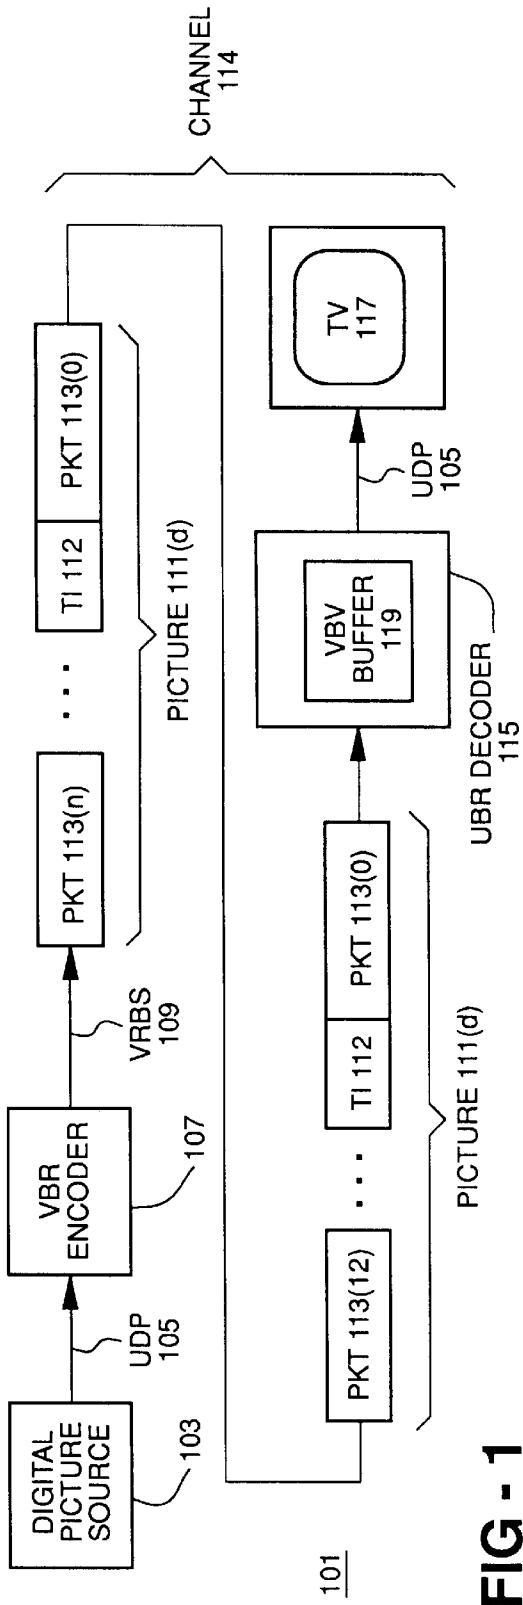 CHANNEL
114
DIGITAL
PICTURE
SOURCE
103
UDP
105
VBR
ENCODER
107
VRBS
109
PKT 113(n)
. . .
TI 112
PKT 113(0)
PICTURE 111(d)
PKT 113(12)
. . .
TI 112
PKT 113(0)
PICTURE 111(d)
VBV
BUFFER
119
UBR DECODER
115
UDP
105
TV
117
101
FIG - 1